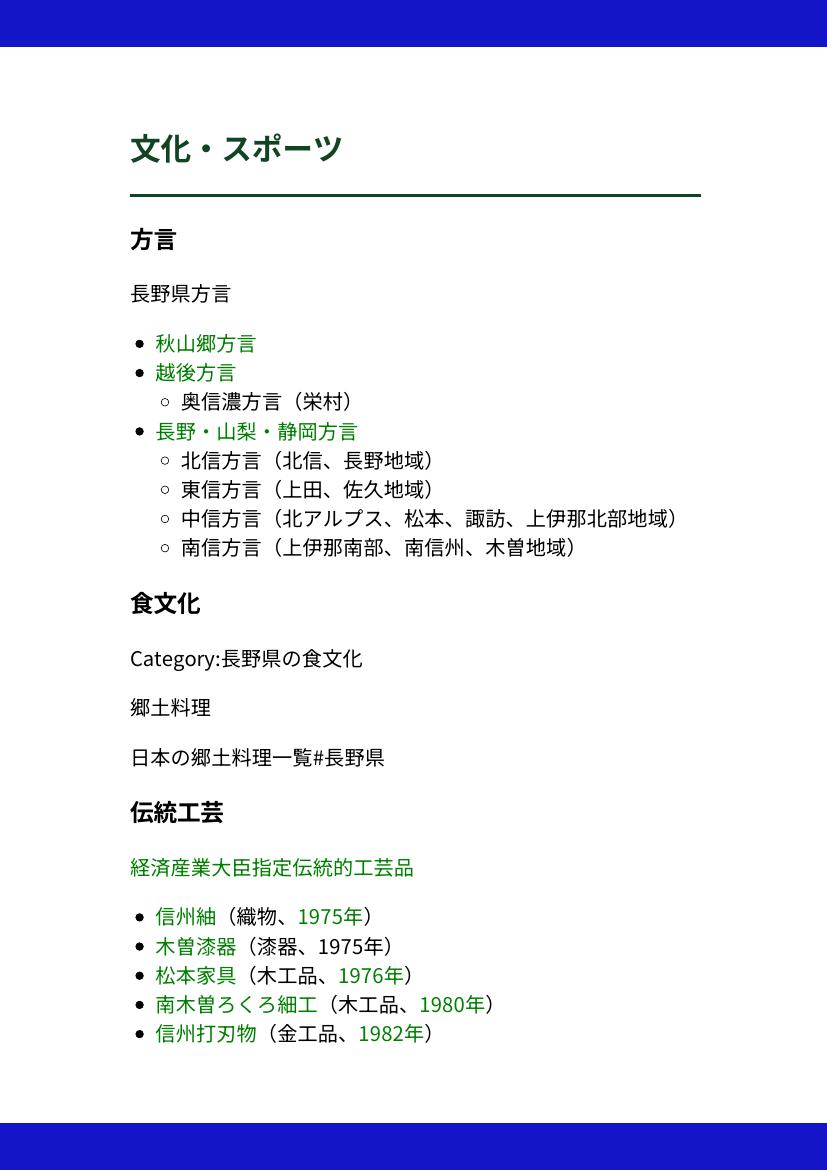 文化・スポーツ
方言
長野県方言
秋山郷方言
越後方言
奥信濃方言（栄村）
長野・山梨・静岡方言
北信方言（北信、長野地域）
東信方言（上田、佐久地域）
中信方言（北アルプス、松本、諏訪、上伊那北部地域）
南信方言（上伊那南部、南信州、木曽地域）
食文化
Category:長野県の食文化
郷土料理
日本の郷土料理一覧#長野県
伝統工芸
経済産業大臣指定伝統的工芸品
信州紬（織物、1975年）
木曽漆器（漆器、1975年）
松本家具（木工品、1976年）
南木曽ろくろ細工（木工品、1980年）
信州打刃物（金工品、1982年）